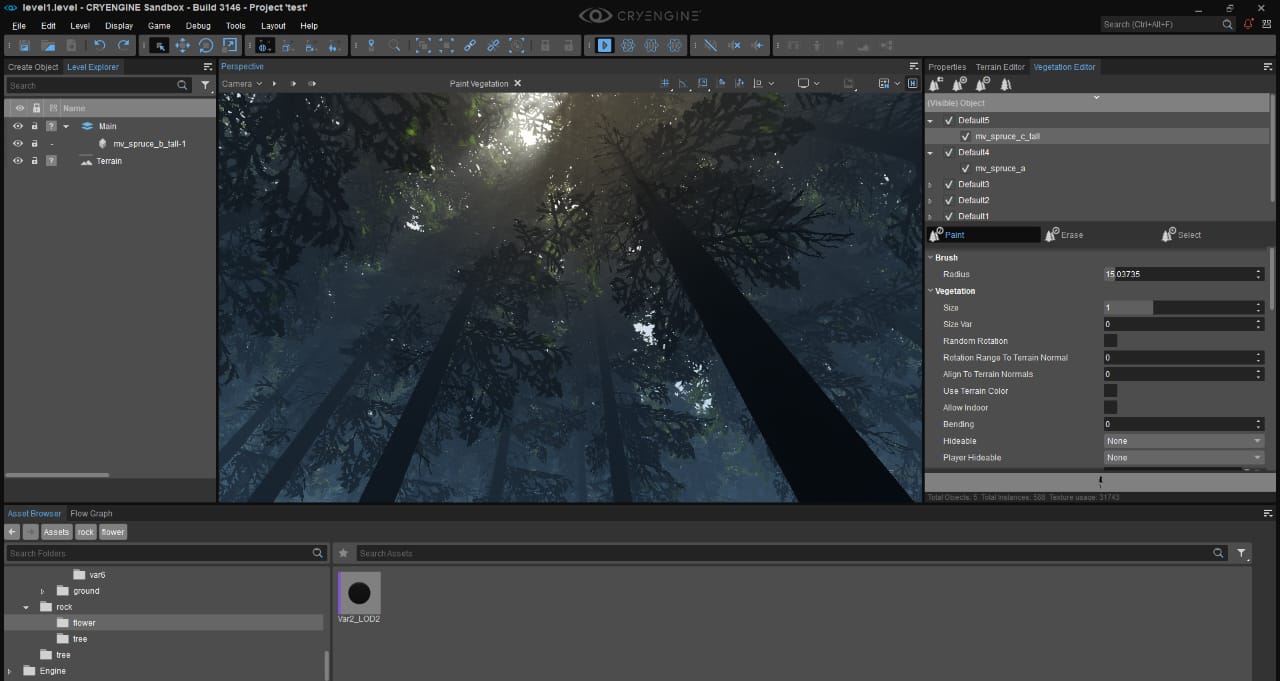 level1.level - CRYENGINE Sandbox - Build 3146 - Project 'test'
File Edit Level Display Game Debug Tools Layout Help
CRYENGINE
Search (Ctrl+Alt+F)
Create Object Level Explorer
Search
Name
? Main
- mv_spruce_b_tall-1
? Terrain
Perspective
Camera
Paint Vegetation
Properties Terrain Editor Vegetation Editor
(Visible) Object
Default5
mv_spruce_c_tall
Default4
mv_spruce_a
Default3
Default2
Default1
Paint Erase Select
Brush
Radius 15.03735
Vegetation
Size 1
Size Var 0
Random Rotation
Rotation Range To Terrain Normal 0
Align To Terrain Normals 0
Use Terrain Color
Allow Indoor
Bending 0
Hideable None
Player Hideable None
Total Objects: 5 Total Instances: 568 Texture usage: 31743
Asset Browser Flow Graph
Assets rock flower
Search Folders
Search Assets
var6
ground
rock
flower
tree
tree
Engine
Var2_LOD2